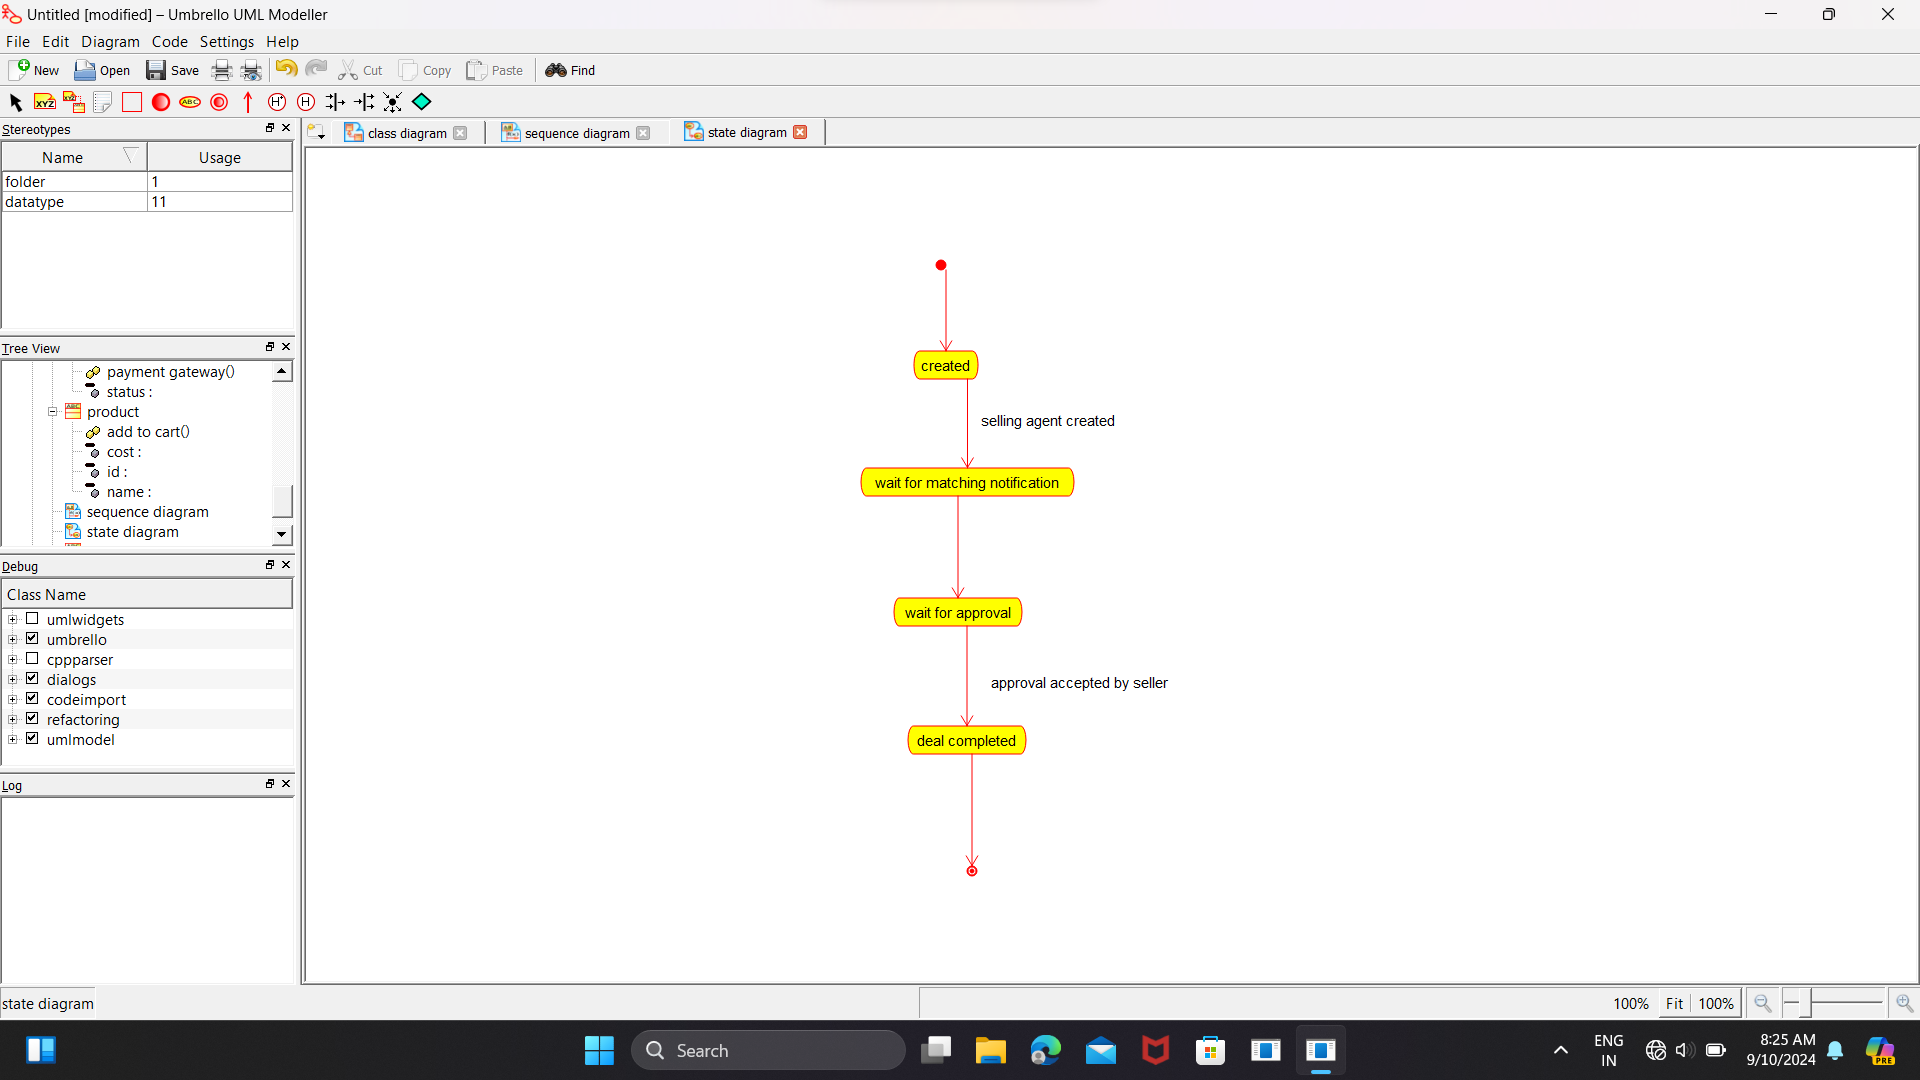 Untitled [modified] – Umbrello UML Modeller
File Edit Diagram Code Settings Help
New Open Save Cut Copy Paste Find
XYZ XYZ ABC H* H
Stereotypes
class diagram sequence diagram state diagram
Name Usage
folder 1
datatype 11
Tree View
payment gateway()
status :
product
add to cart()
cost :
id :
name :
sequence diagram
state diagram
Debug
Class Name
umlwidgets
umbrello
cppparser
dialogs
codeimport
refactoring
umlmodel
Log
created
selling agent created
wait for matching notification
wait for approval
approval accepted by seller
deal completed
state diagram
100% Fit 100%
Search
ENG
IN
8:25 AM
9/10/2024
PRE